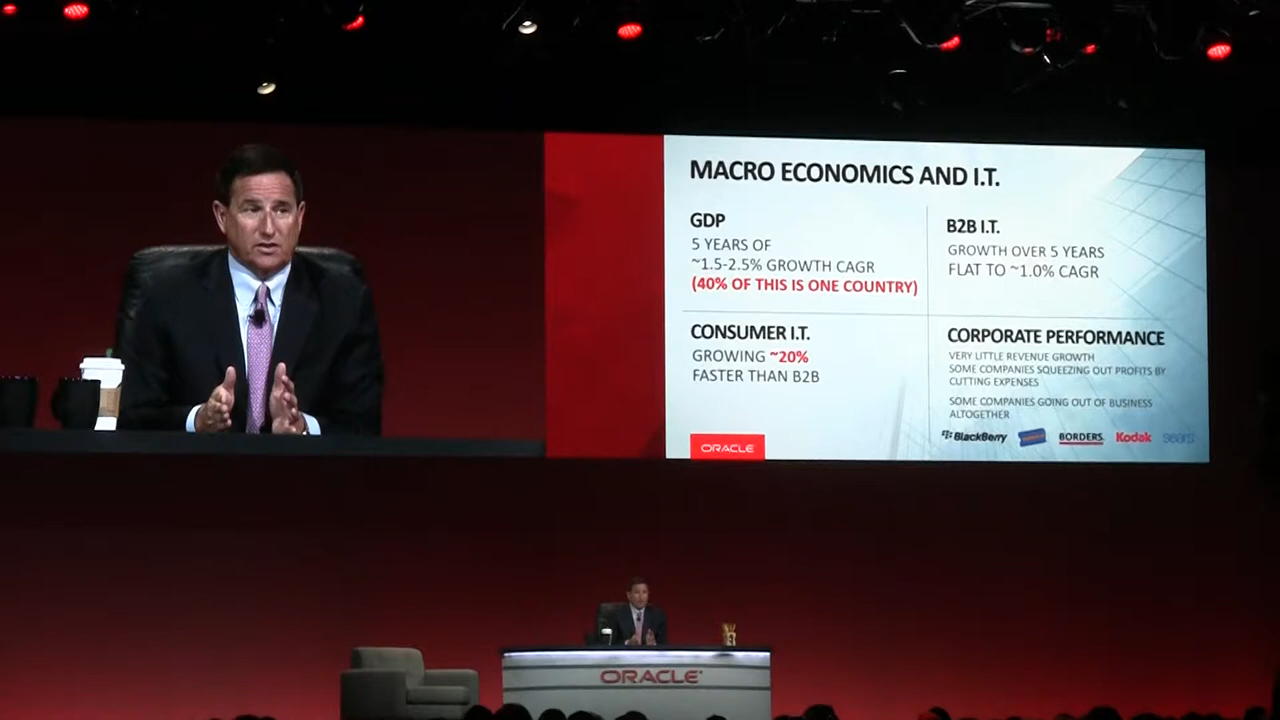 MACRO ECONOMICS AND I.T.
GDP
5 YEARS OF
~1.5-2.5% GROWTH CAGR
(40% OF THIS IS ONE COUNTRY)
B2B I.T.
GROWTH OVER 5 YEARS
FLAT TO ~1.0% CAGR
CONSUMER I.T.
GROWING ~20%
FASTER THAN B2B
CORPORATE PERFORMANCE
VERY LITTLE REVENUE GROWTH
SOME COMPANIES SQUEEZING OUT PROFITS BY
CUTTING EXPENSES
SOME COMPANIES GOING OUT OF BUSINESS
ALTOGETHER
BlackBerry BORDERS. Kodak sears
ORACLE
ORACLE